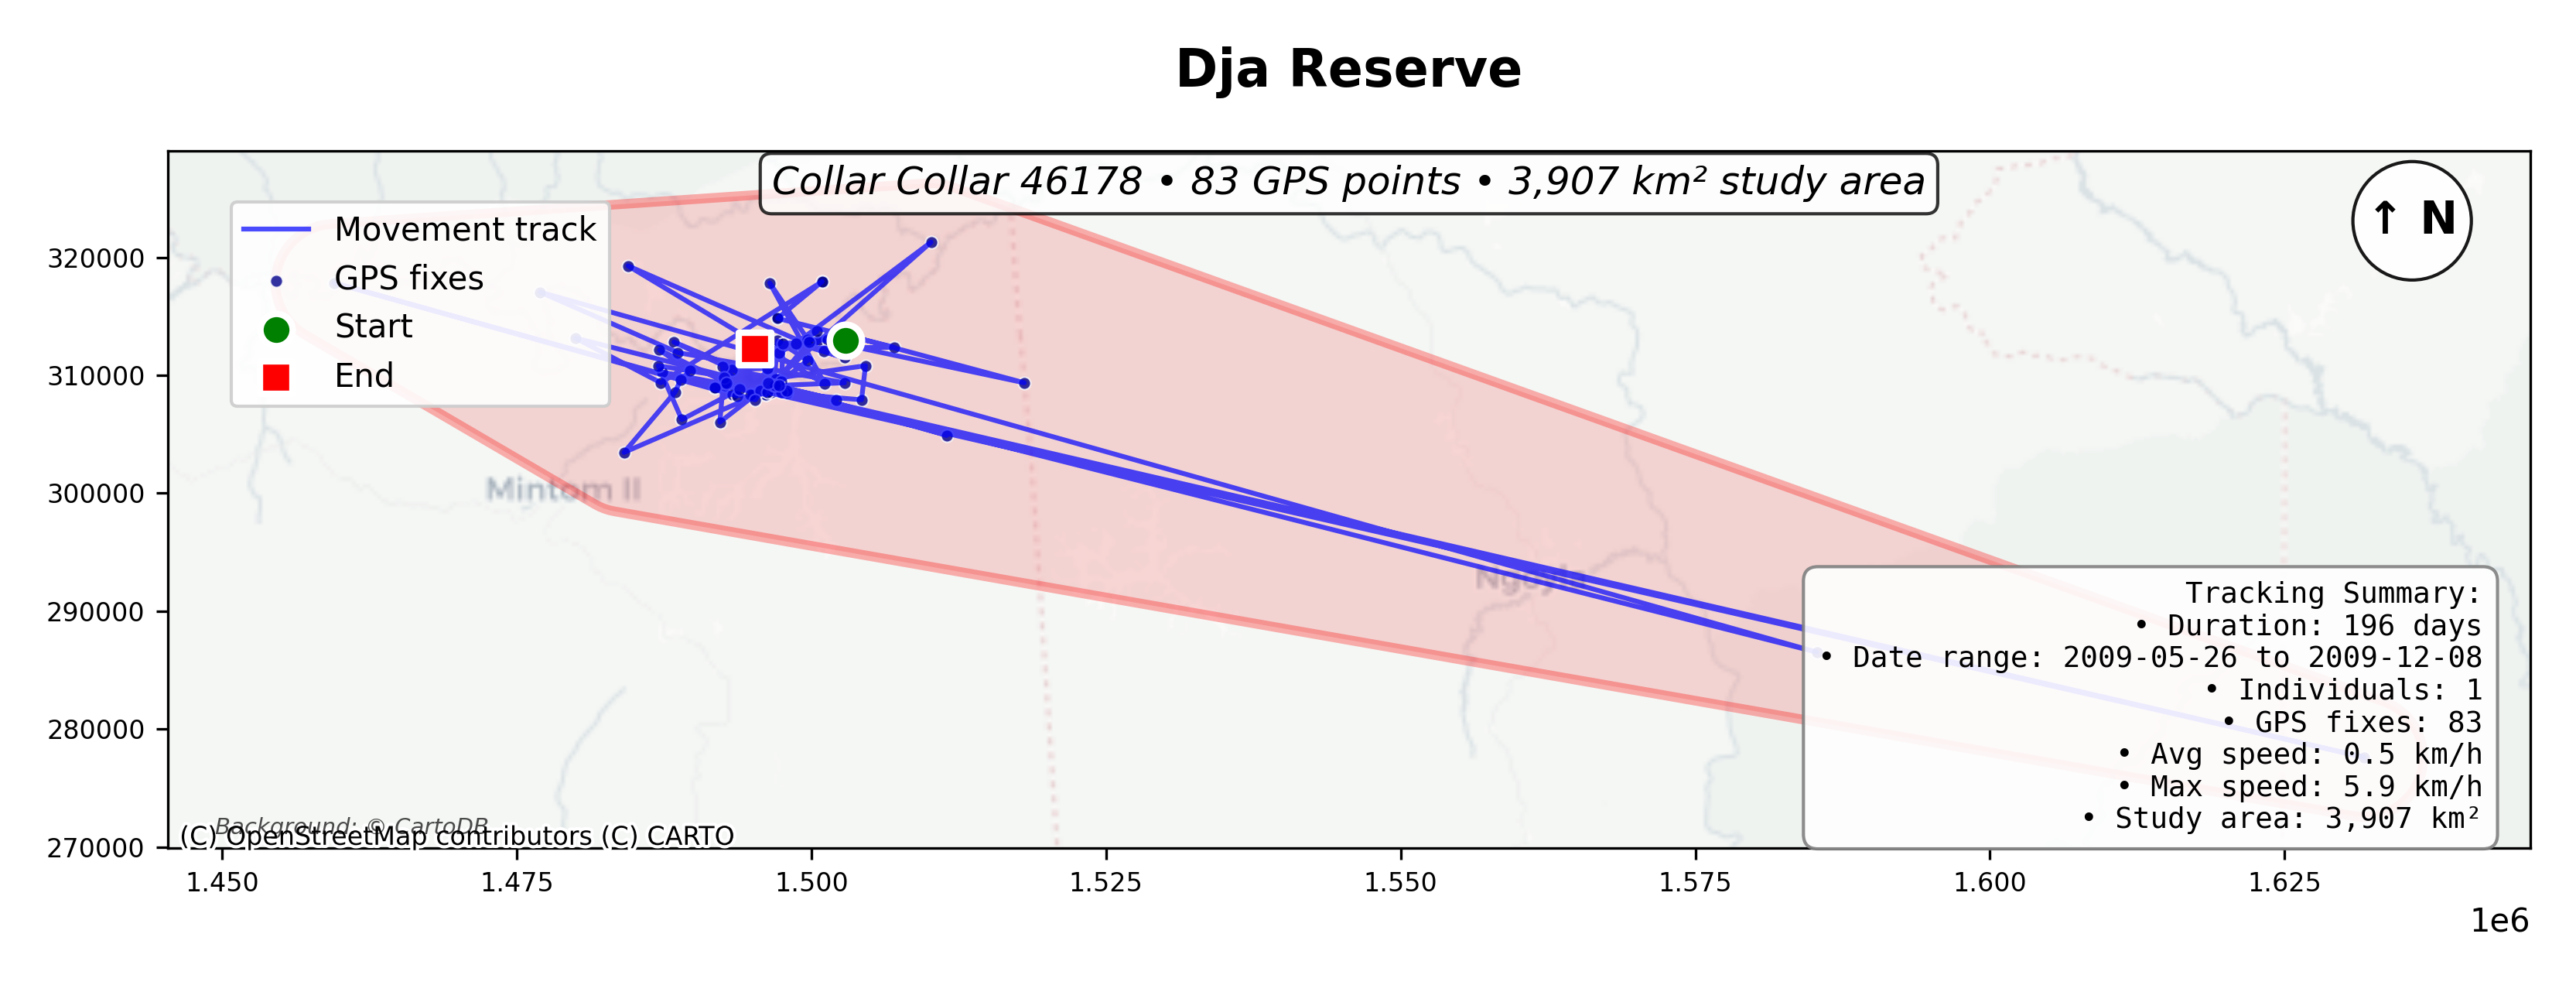 Dja Reserve
Collar Collar 46178 • 83 GPS points • 3,907 km² study area
↑ N
Movement track
GPS fixes
Start
End
320000
310000
300000
290000
280000
270000
Mintom II
Ngoyla
Tracking Summary:
• Duration: 196 days
• Date range: 2009-05-26 to 2009-12-08
• Individuals: 1
• GPS fixes: 83
• Avg speed: 0.5 km/h
• Max speed: 5.9 km/h
• Study area: 3,907 km²
Background: © CartoDB
(C) OpenStreetMap contributors (C) CARTO
1.450 1.475 1.500 1.525 1.550 1.575 1.600 1.625
1e6